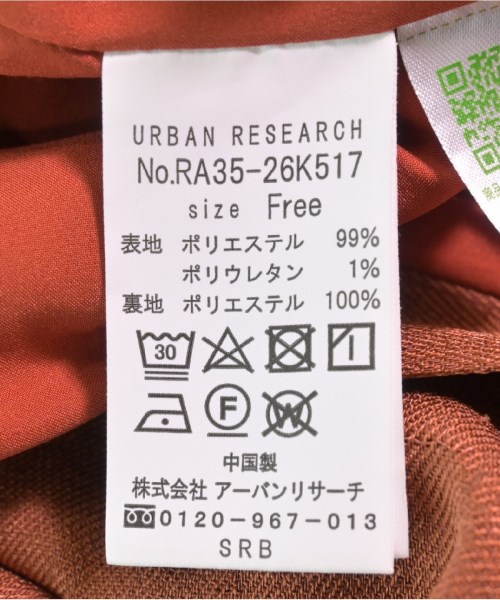 URBAN RESEARCH
No.RA35-26K517
size Free
表地 ポリエステル 99%
ポリウレタン 1%
裏地 ポリエステル 100%
30
F
W
中国製
株式会社 アーバンリサーチ
0120-967-013
SRB